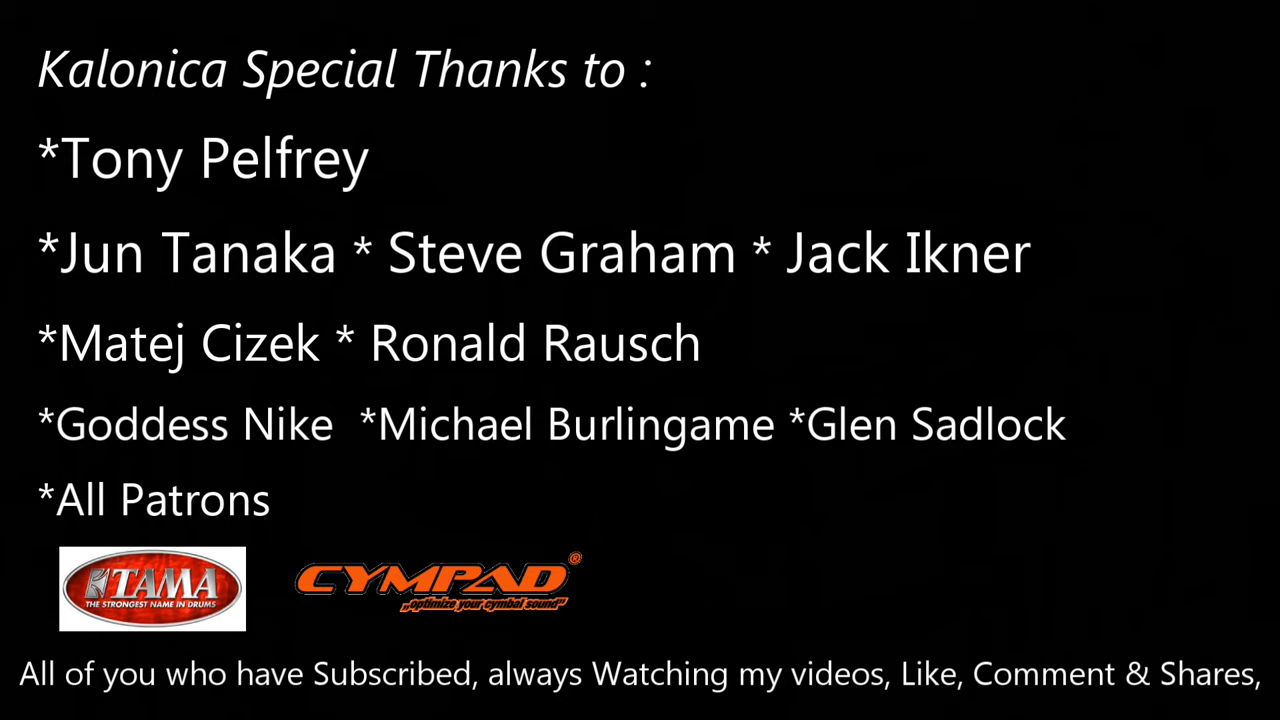 Kalonica Special Thanks to :
*Tony Pelfrey
*Jun Tanaka * Steve Graham * Jack Ikner
*Matej Cizek * Ronald Rausch
*Goddess Nike *Michael Burlingame *Glen Sadlock
*All Patrons
TAMA
THE STRONGEST NAME IN DRUMS
CYMPAD®
„optimize your cymbal sound"
All of you who have Subscribed, always Watching my videos, Like, Comment & Shares,